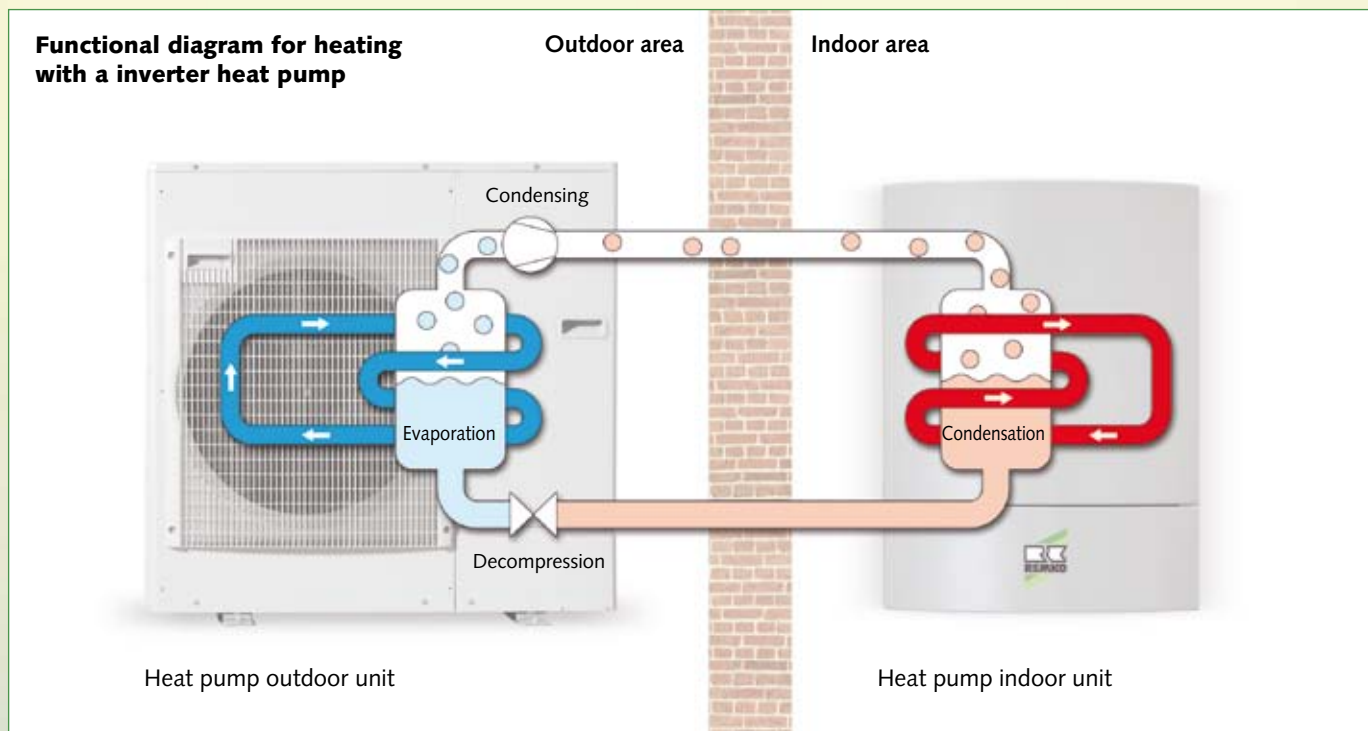 Functional diagram for heating
with a inverter heat pump
Outdoor area
Indoor area
Condensing
Evaporation
Condensation
Decompression
REMKO
Heat pump outdoor unit
Heat pump indoor unit